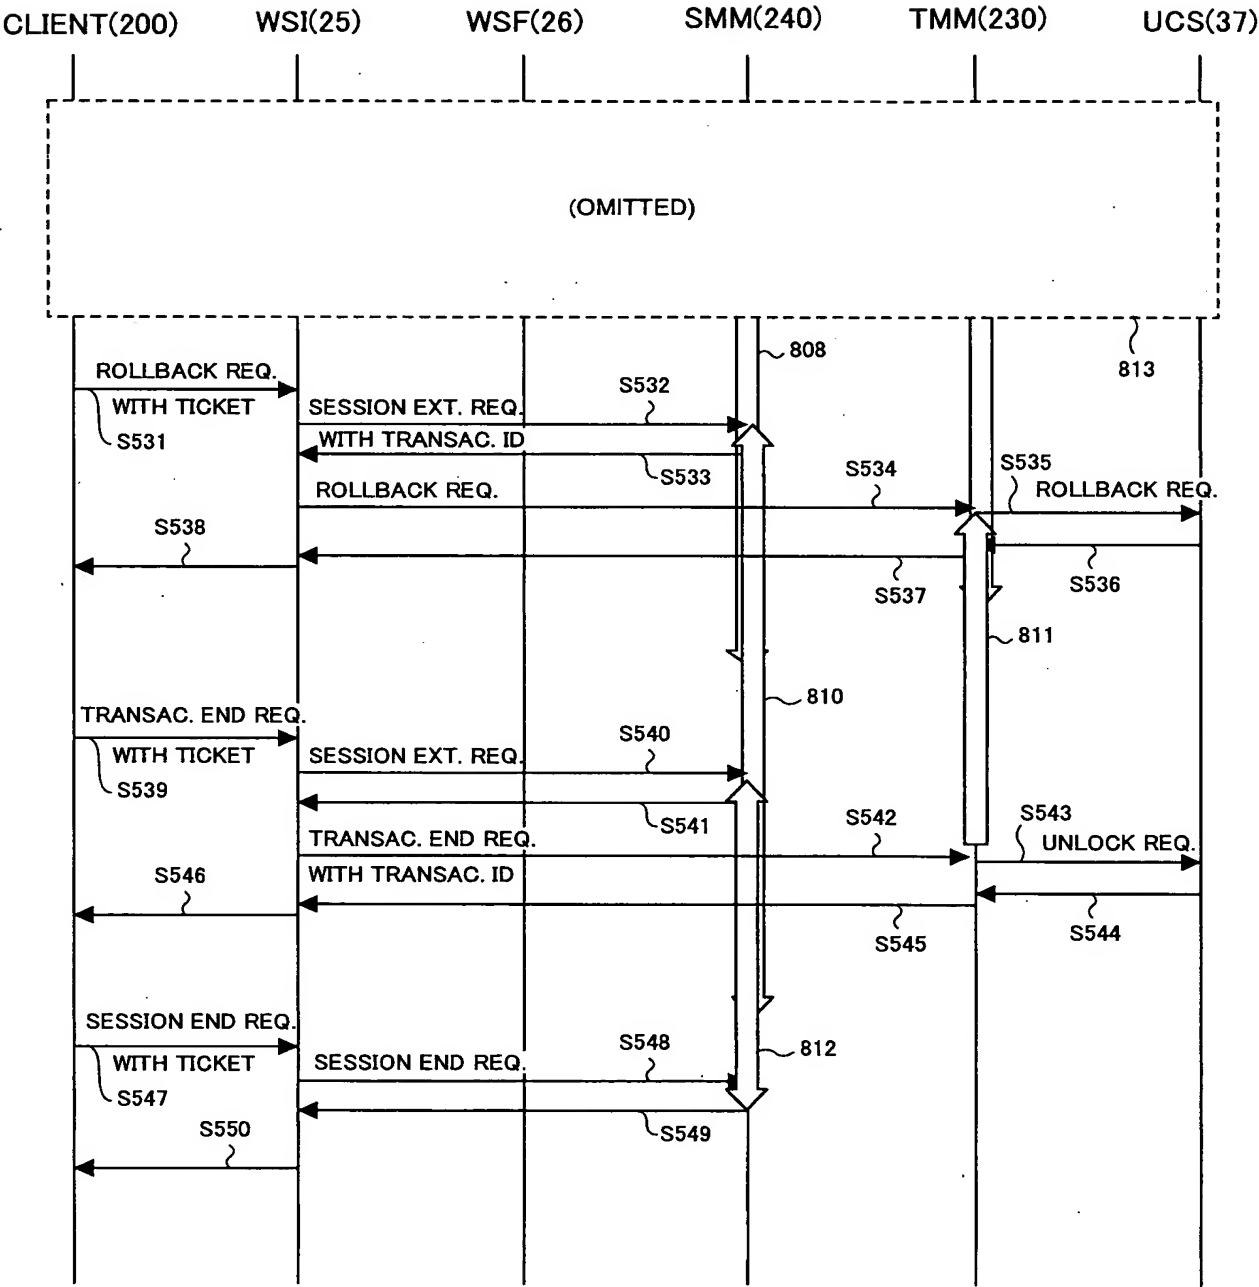 CLIENT(200) WSI(25) WSF(26) SMM(240) TMM(230) UCS(37)
(OMITTED)
808
813
ROLLBACK REQ.
WITH TICKET
S531
S532
SESSION EXT. REQ.
WITH TRANSAC. ID
S533
S534
S535
ROLLBACK REQ.
ROLLBACK REQ.
S538
S537
S536
811
810
TRANSAC. END REQ.
WITH TICKET
S539
S540
SESSION EXT. REQ.
S541
S542
S543
TRANSAC. END REQ.
UNLOCK REQ.
WITH TRANSAC. ID
S546
S545
S544
SESSION END REQ.
WITH TICKET
S547
S548
SESSION END REQ.
812
S549
S550